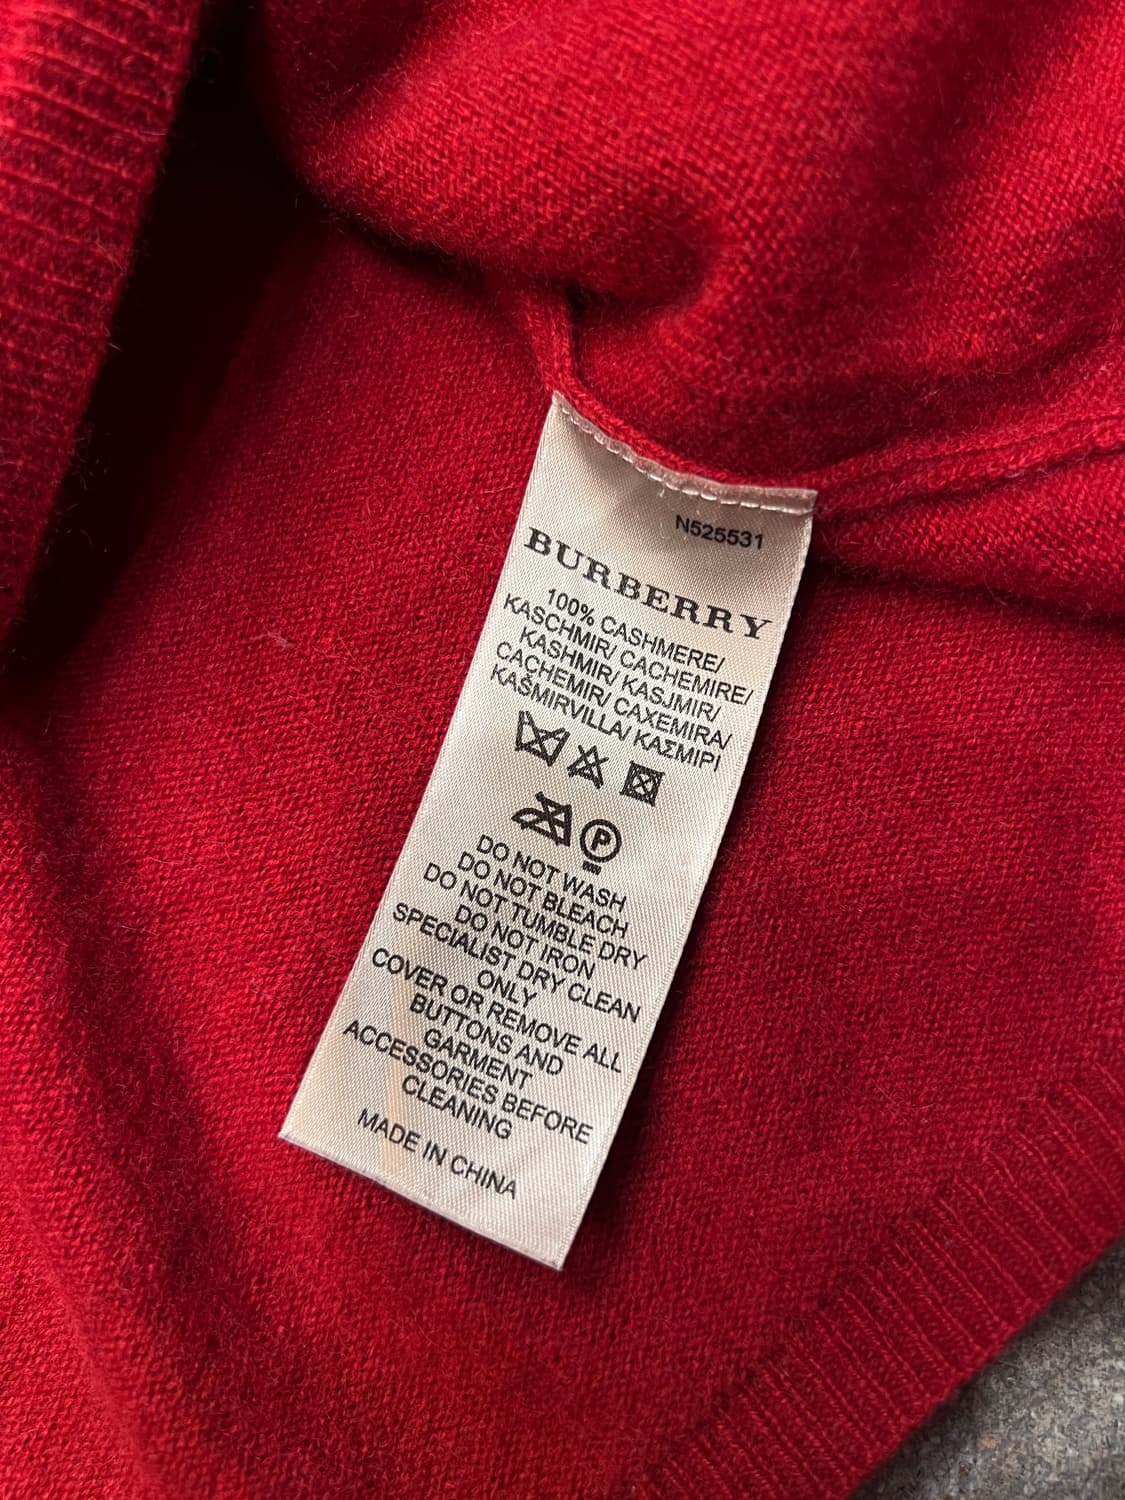 N525531
BURBERRY
100% CASHMERE/
KASCHMIR/ CACHEMIRE/
KASHMIR/ KASJMIR/
CACHEMIR/ CAXEMIRA/
KAŠMIRVILLA/ ΚΑΣΜΙΡΙ
P
DO NOT WASH
DO NOT BLEACH
DO NOT TUMBLE DRY
DO NOT IRON
SPECIALIST DRY CLEAN
ONLY
COVER OR REMOVE ALL
BUTTONS AND
GARMENT
ACCESSORIES BEFORE
CLEANING
MADE IN CHINA